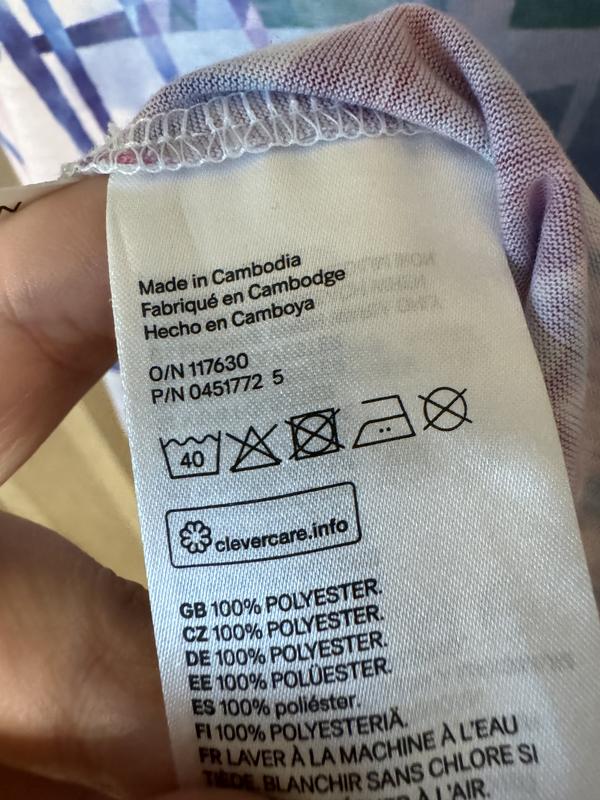 Made in Cambodia
Fabriqué en Cambodge
Hecho en Camboya
O/N 117630
P/N 0451772 5
40
clevercare.info
GB 100% POLYESTER.
CZ 100% POLYESTER.
DE 100% POLYESTER.
EE 100% POLÜESTER.
ES 100% poliéster.
FI 100% POLYESTERIÄ.
FR LAVER À LA MACHINE À L'EAU
TIÈDE. BLANCHIR SANS CHLORE SI
À L'AIR.